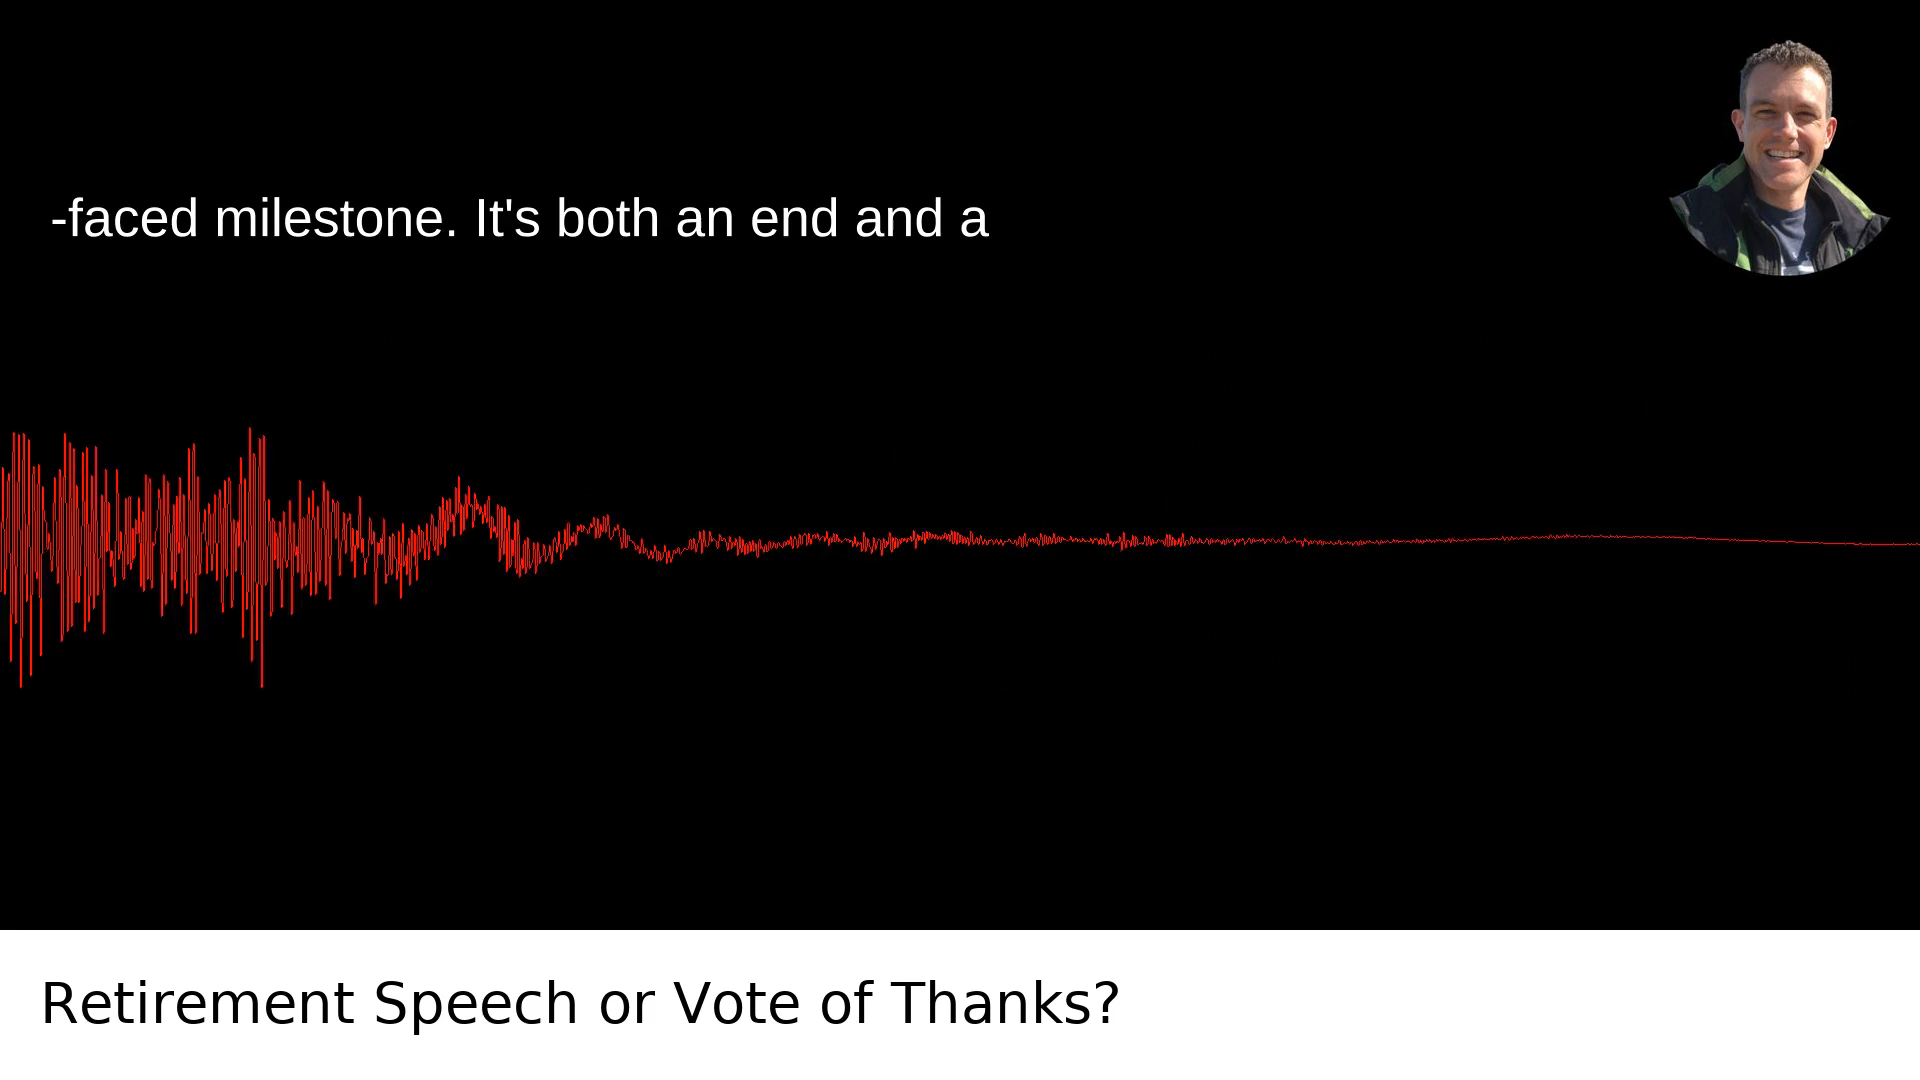 -faced milestone. It's both an end and a
Retirement Speech or Vote of Thanks?